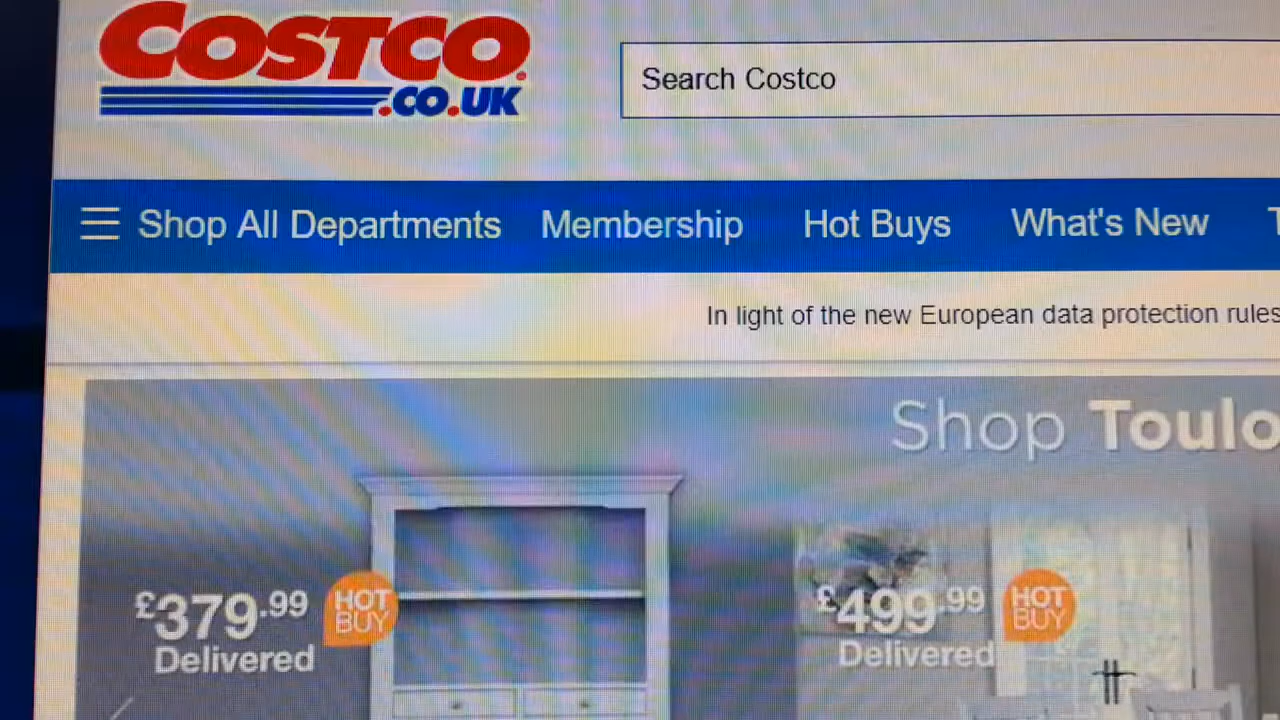 COSTCO
.CO.UK
Search Costco
Shop All Departments Membership Hot Buys What's New
In light of the new European data protection rules
Shop Toulo
£379.99 HOT BUY
Delivered
£499.99 HOT BUY
Delivered